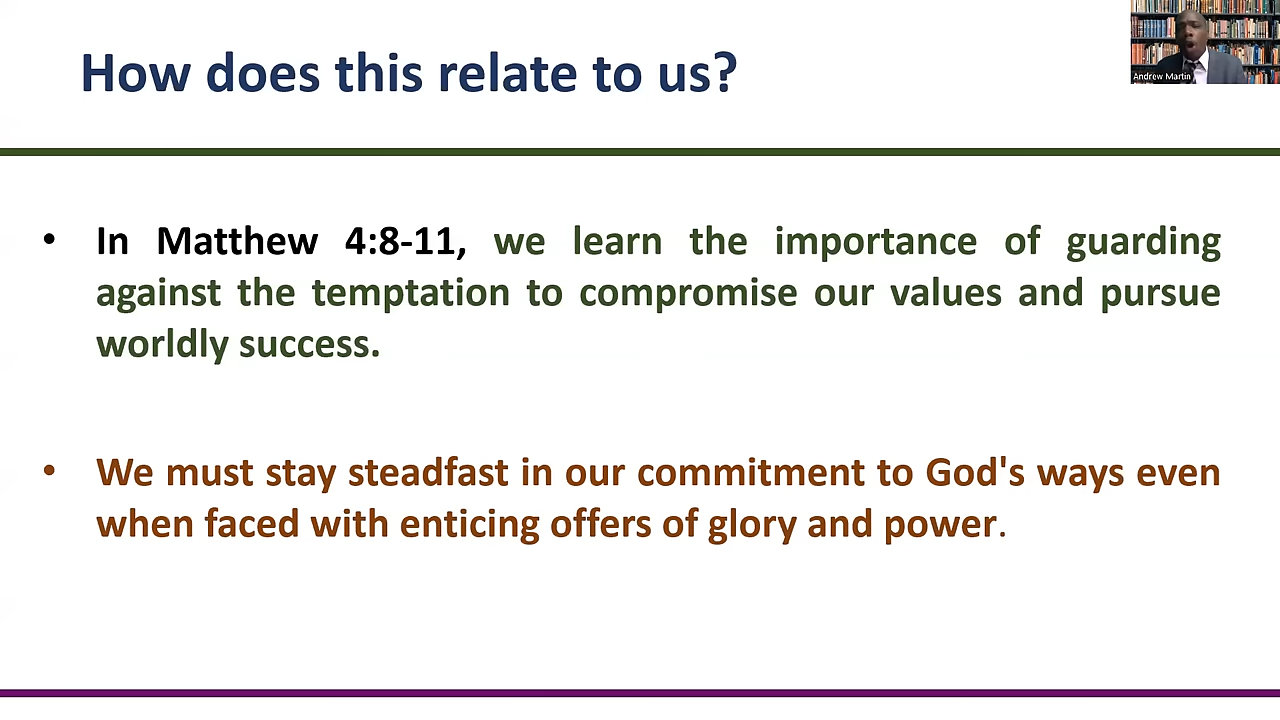 How does this relate to us?
Andrew Martin
• In Matthew 4:8-11, we learn the importance of guarding
against the temptation to compromise our values and pursue
worldly success.
• We must stay steadfast in our commitment to God's ways even
when faced with enticing offers of glory and power.